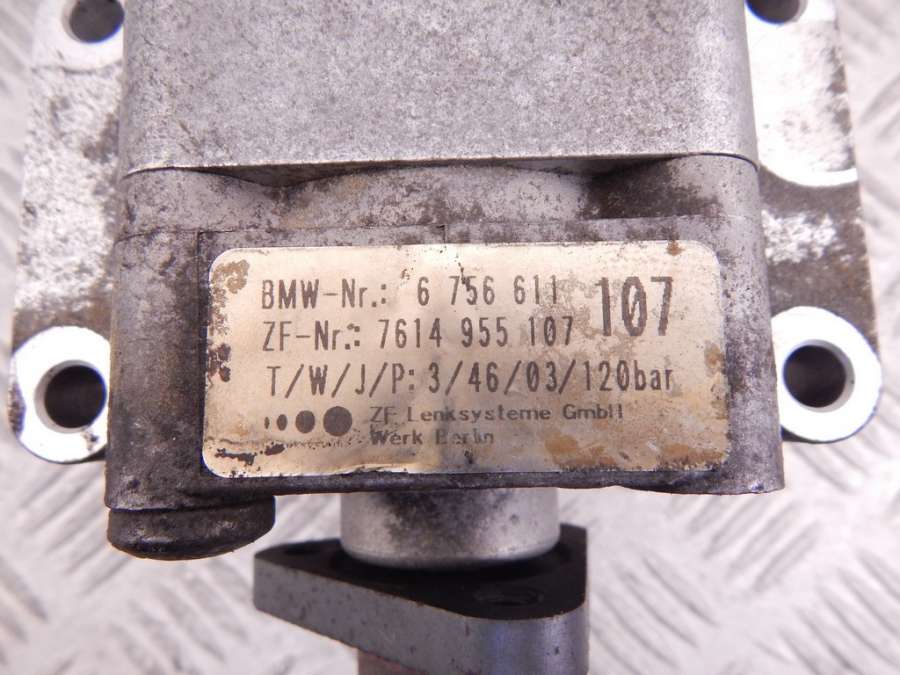 BMW-Nr.: 6 756 611 107
ZF-Nr.: 7614 955 107
T/W/J/P: 3/46/03/120bar
ZF Lenksysteme GmbH
Werk Berlin